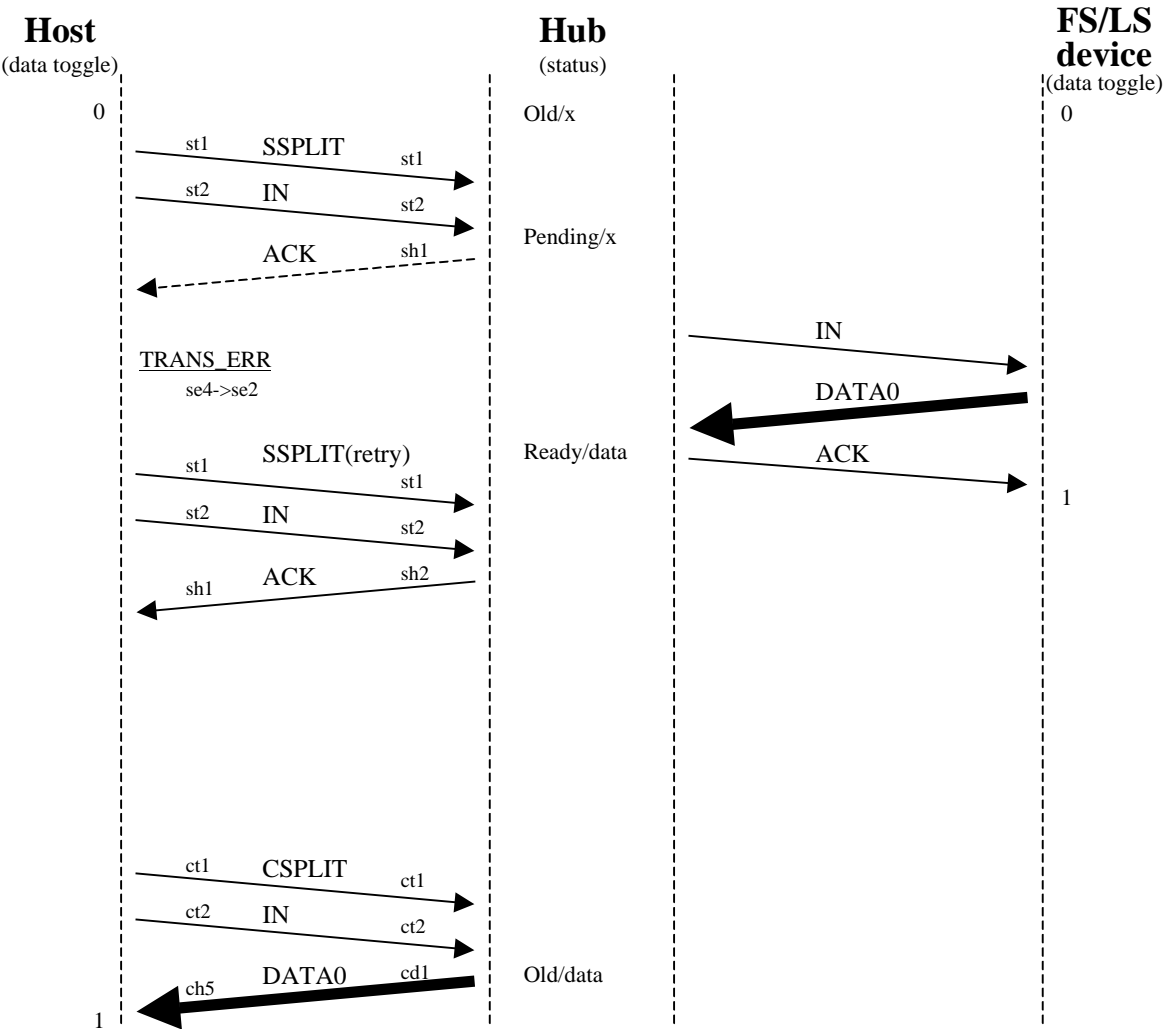 Host
(data toggle)
Hub
(status)
FS/LS
device
(data toggle)
0
Old/x
0
st1 SSPLIT st1
st2 IN st2
Pending/x
ACK sh1
IN
TRANS_ERR
se4->se2
DATA0
SSPLIT(retry)
Ready/data
ACK
st1 st1
1
st2 IN st2
ACK sh2
sh1
ct1 CSPLIT ct1
ct2 IN ct2
DATA0 cd1
Old/data
ch5
1